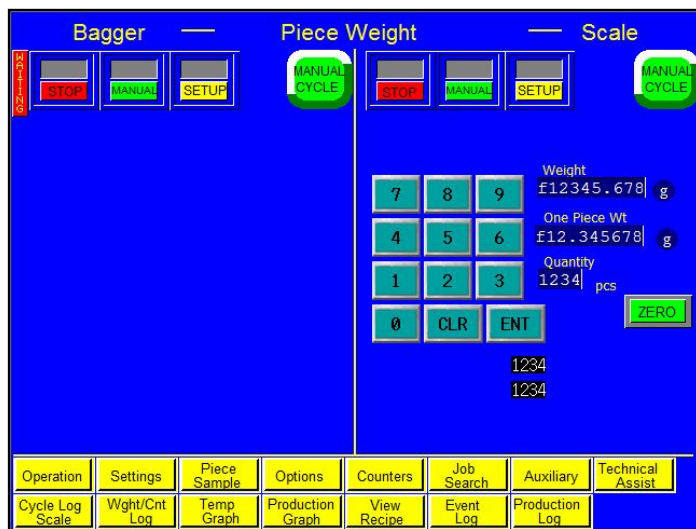 Bagger — Piece Weight — Scale
WAITING
STOP MANUAL SETUP MANUAL CYCLE
STOP MANUAL SETUP MANUAL CYCLE
Weight
7 8 9 f12345.678 g
One Piece Wt
4 5 6 f12.345678 g
Quantity
1 2 3 1234 pcs
ZERO
0 CLR ENT
1234
1234
Operation Settings Piece Sample Options Counters Job Search Auxiliary Technical Assist
Cycle Log Scale Wght/Cnt Log Temp Graph Production Graph View Recipe Event Log Production Log